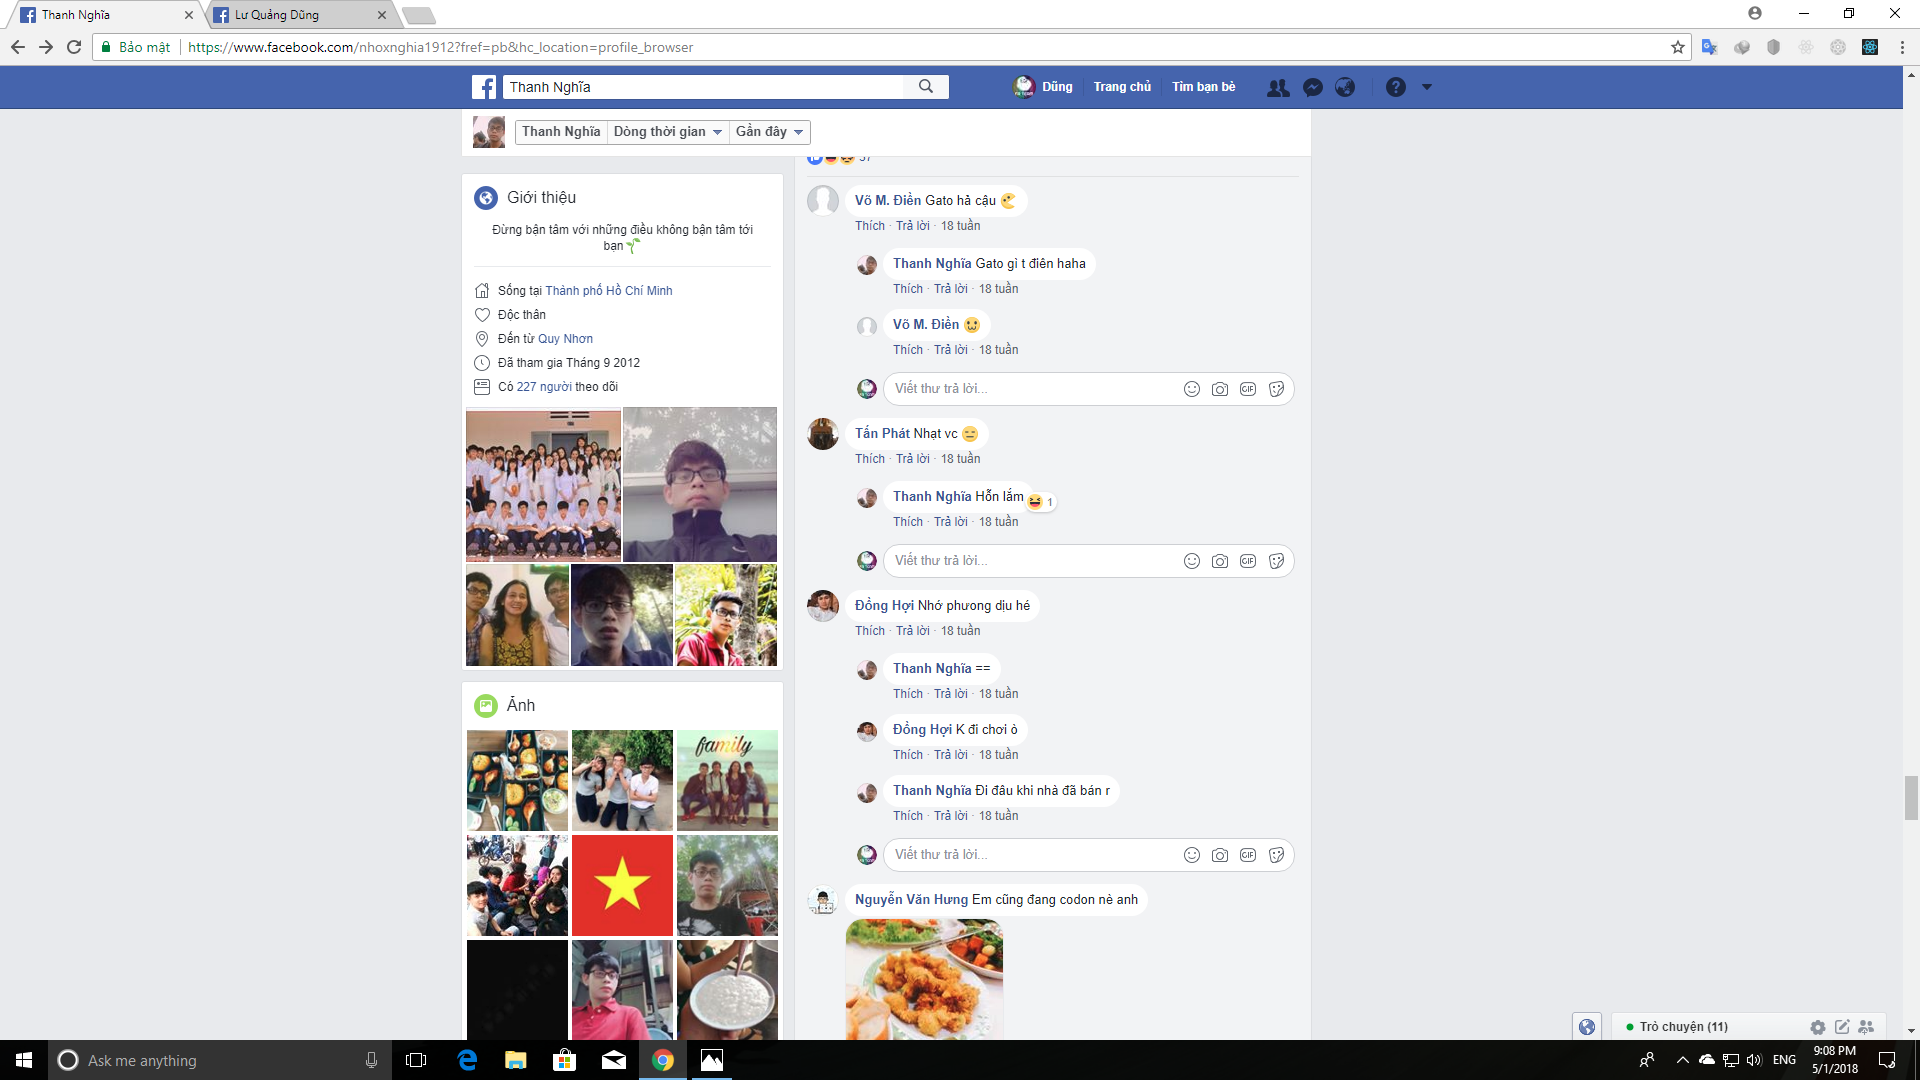 Thanh Nghĩa
Lư Quảng Dũng
Bảo mật
https://www.facebook.com/nhoxnghia1912?fref=pb&hc_location=profile_browser
Thanh Nghĩa
Dũng
Trang chủ
Tìm bạn bè
Thanh Nghĩa
Dòng thời gian
Gần đây
37
Giới thiệu
Đừng bận tâm với những điều không bận tâm tới
bạn
Sống tại Thành phố Hồ Chí Minh
Độc thân
Đến từ Quy Nhơn
Đã tham gia Tháng 9 2012
Có 227 người theo dõi
Ảnh
family
Võ M. Điền Gato hả cậu
Thích · Trả lời · 18 tuần
Thanh Nghĩa Gato gì t điên haha
Thích · Trả lời · 18 tuần
Võ M. Điền
Thích · Trả lời · 18 tuần
Viết thư trả lời...
GIF
Tấn Phát Nhạt vc
Thích · Trả lời · 18 tuần
Thanh Nghĩa Hỗn lắm
1
Thích · Trả lời · 18 tuần
Viết thư trả lời...
GIF
Đồng Hợi Nhớ phương dịu hé
Thích · Trả lời · 18 tuần
Thanh Nghĩa ==
Thích · Trả lời · 18 tuần
Đồng Hợi K đi chơi ò
Thích · Trả lời · 18 tuần
Thanh Nghĩa Đi đâu khi nhà đã bán r
Thích · Trả lời · 18 tuần
Viết thư trả lời...
GIF
Nguyễn Văn Hưng Em cũng đang codon nè anh
Trò chuyện (11)
Ask me anything
ENG
9:08 PM
5/1/2018